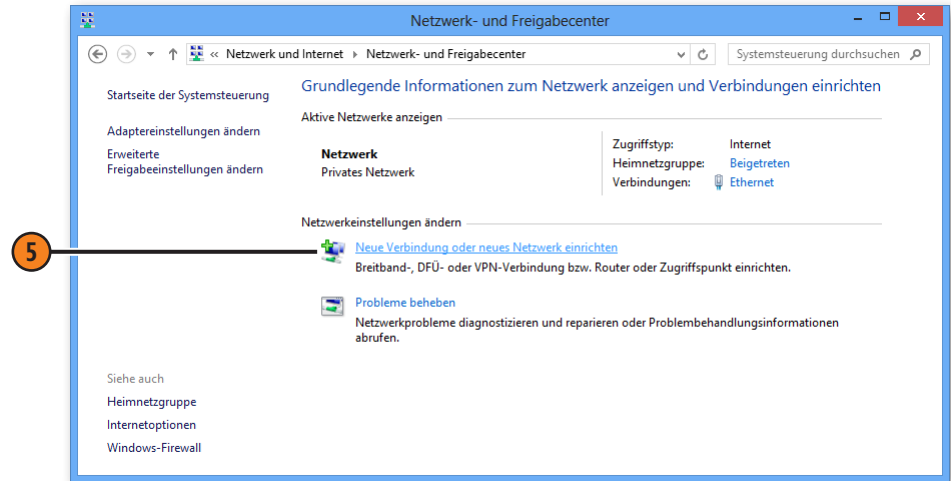 Netzwerk- und Freigabecenter
« Netzwerk und Internet ▸ Netzwerk- und Freigabecenter
Systemsteuerung durchsuchen
Startseite der Systemsteuerung
Adaptereinstellungen ändern
Erweiterte
Freigabeeinstellungen ändern
Grundlegende Informationen zum Netzwerk anzeigen und Verbindungen einrichten
Aktive Netzwerke anzeigen
Netzwerk
Privates Netzwerk
Zugriffstyp: Internet
Heimnetzgruppe: Beigetreten
Verbindungen: Ethernet
Netzwerkeinstellungen ändern
5
Neue Verbindung oder neues Netzwerk einrichten
Breitband-, DFÜ- oder VPN-Verbindung bzw. Router oder Zugriffspunkt einrichten.
Probleme beheben
Netzwerkprobleme diagnostizieren und reparieren oder Problembehandlungsinformationen
abrufen.
Siehe auch
Heimnetzgruppe
Internetoptionen
Windows-Firewall